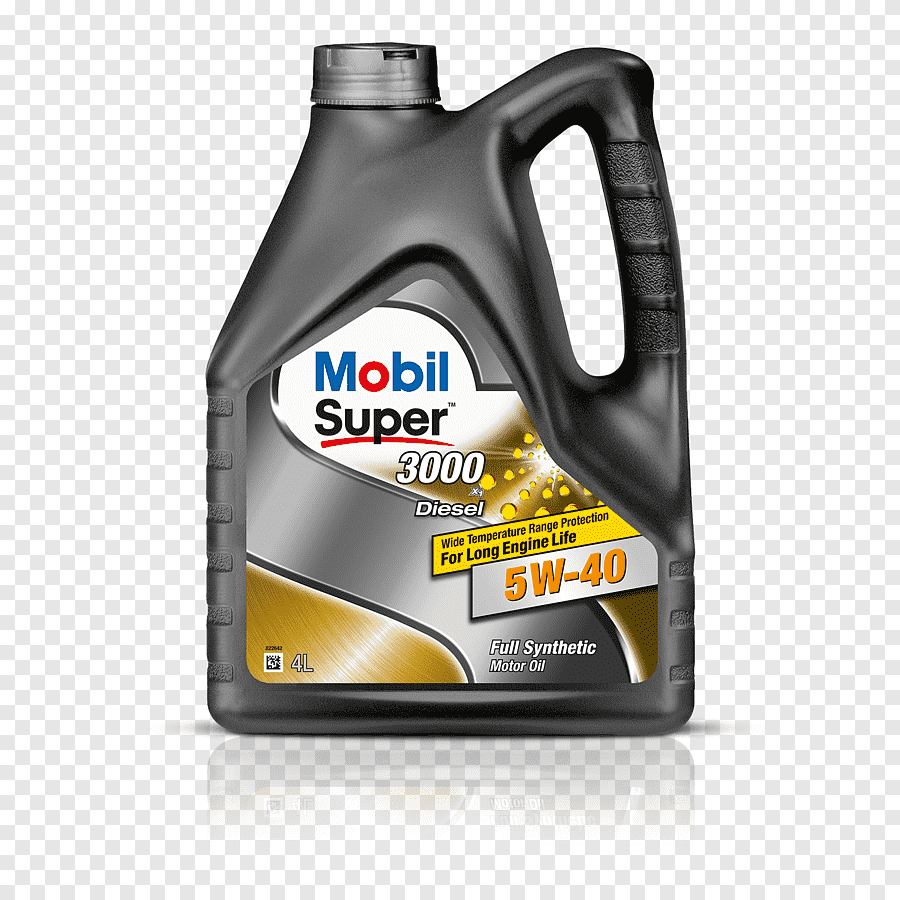 Mobil
Super™
3000
X1
Diesel
Wide Temperature Range Protection
For Long Engine Life
5W-40
Full Synthetic
Motor Oil
822642
4L